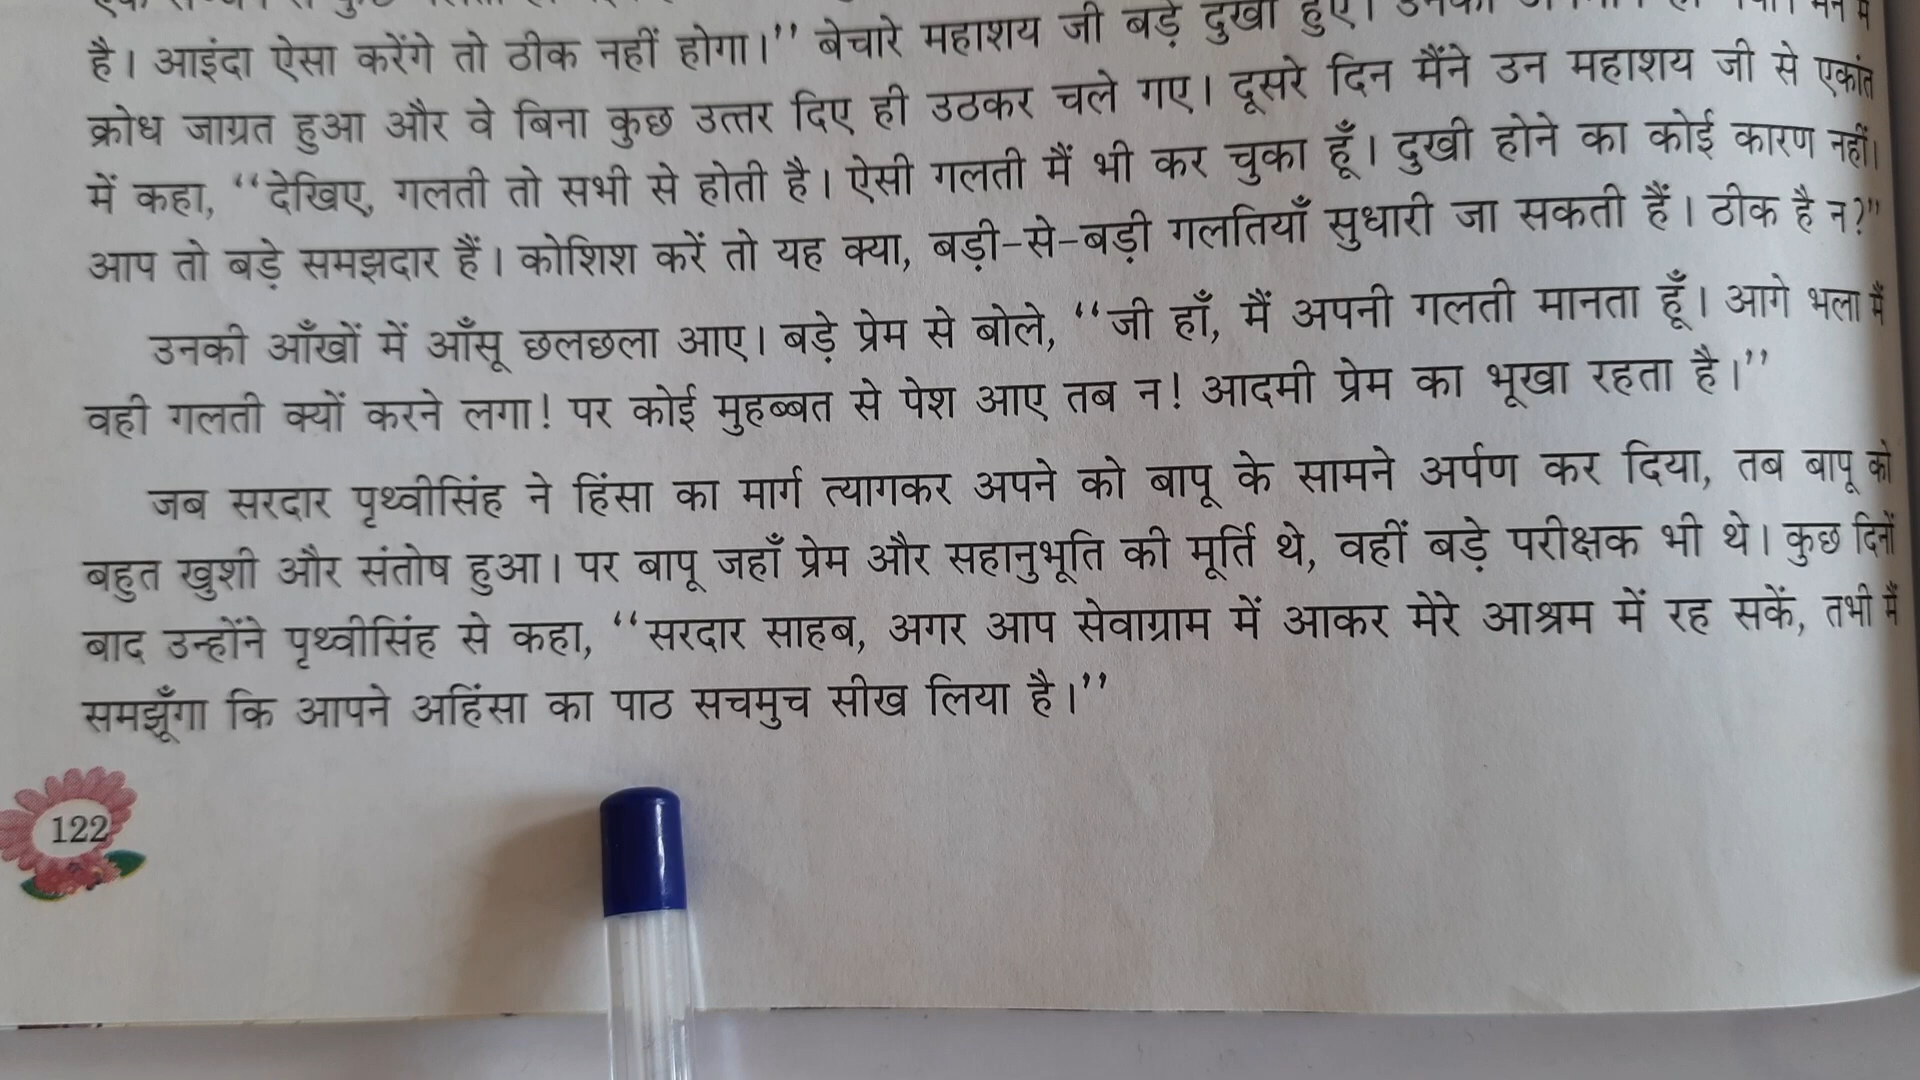 है। आइंदा ऐसा करेंगे तो ठीक नहीं होगा।’’ बेचारे महाशय जी बड़े दुखी हुए।
क्रोध जाग्रत हुआ और वे बिना कुछ उत्तर दिए ही उठकर चले गए। दूसरे दिन मैंने उन महाशय जी से एकांत
में कहा, ‘‘देखिए, गलती तो सभी से होती है। ऐसी गलती मैं भी कर चुका हूँ। दुखी होने का कोई कारण नहीं।
आप तो बड़े समझदार हैं। कोशिश करें तो यह क्या, बड़ी-से-बड़ी गलतियाँ सुधारी जा सकती हैं। ठीक है न?’’
उनकी आँखों में आँसू छलछला आए। बड़े प्रेम से बोले, ‘‘जी हाँ, मैं अपनी गलती मानता हूँ। आगे भला मैं
वही गलती क्यों करने लगा! पर कोई मुहब्बत से पेश आए तब न! आदमी प्रेम का भूखा रहता है।’’
जब सरदार पृथ्वीसिंह ने हिंसा का मार्ग त्यागकर अपने को बापू के सामने अर्पण कर दिया, तब बापू को
बहुत खुशी और संतोष हुआ। पर बापू जहाँ प्रेम और सहानुभूति की मूर्ति थे, वहीं बड़े परीक्षक भी थे। कुछ दिनों
बाद उन्होंने पृथ्वीसिंह से कहा, ‘‘सरदार साहब, अगर आप सेवाग्राम में आकर मेरे आश्रम में रह सकें, तभी मैं
समझूँगा कि आपने अहिंसा का पाठ सचमुच सीख लिया है।’’
122